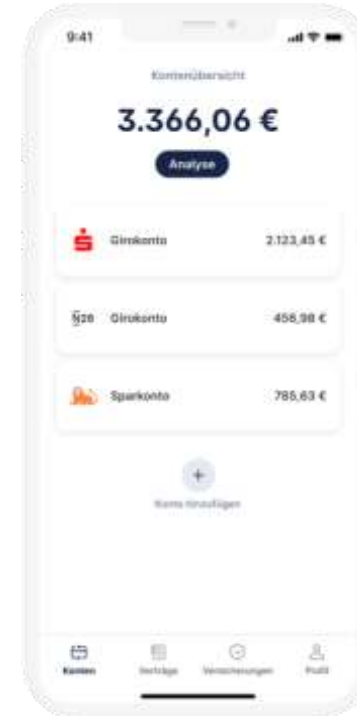 9:41
Kontenübersicht
3.366,06 €
Analyse
Girokonto 2.123,45 €
N26 Girokonto 456,98 €
Sparkonto 785,63 €
+
Konto hinzufügen
Konten Verträge Versicherungen Profil